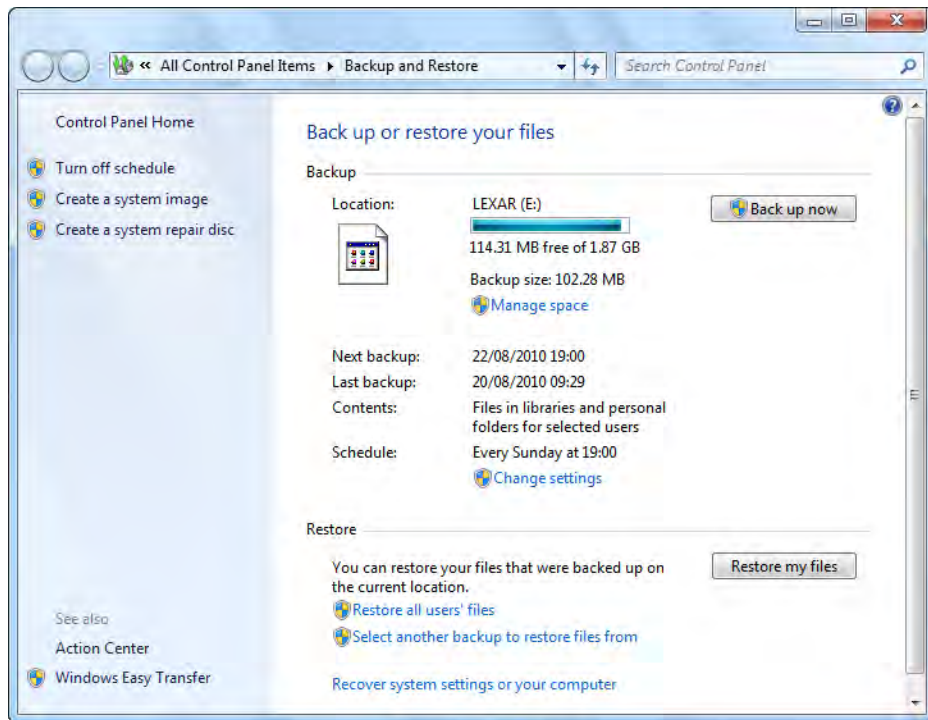 « All Control Panel Items ▸ Backup and Restore
Search Control Panel
Control Panel Home
Turn off schedule
Create a system image
Create a system repair disc
See also
Action Center
Windows Easy Transfer
Back up or restore your files
Backup
Location:
LEXAR (E:)
Back up now
114.31 MB free of 1.87 GB
Backup size: 102.28 MB
Manage space
Next backup: 22/08/2010 19:00
Last backup: 20/08/2010 09:29
Contents: Files in libraries and personal
folders for selected users
Schedule: Every Sunday at 19:00
Change settings
Restore
You can restore your files that were backed up on
the current location.
Restore my files
Restore all users' files
Select another backup to restore files from
Recover system settings or your computer